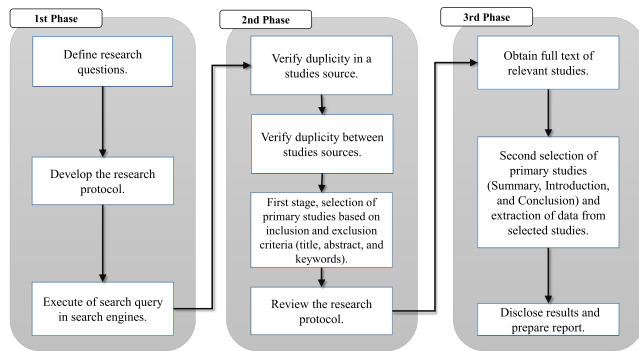 1st Phase
Define research
questions.
Develop the research
protocol.
Execute of search query
in search engines.
2nd Phase
Verify duplicity in a
studies source.
Verify duplicity between
studies sources.
First stage, selection of
primary studies based on
inclusion and exclusion
criteria (title, abstract, and
keywords).
Review the research
protocol.
3rd Phase
Obtain full text of
relevant studies.
Second selection of
primary studies
(Summary, Introduction,
and Conclusion) and
extraction of data from
selected studies.
Disclose results and
prepare report.